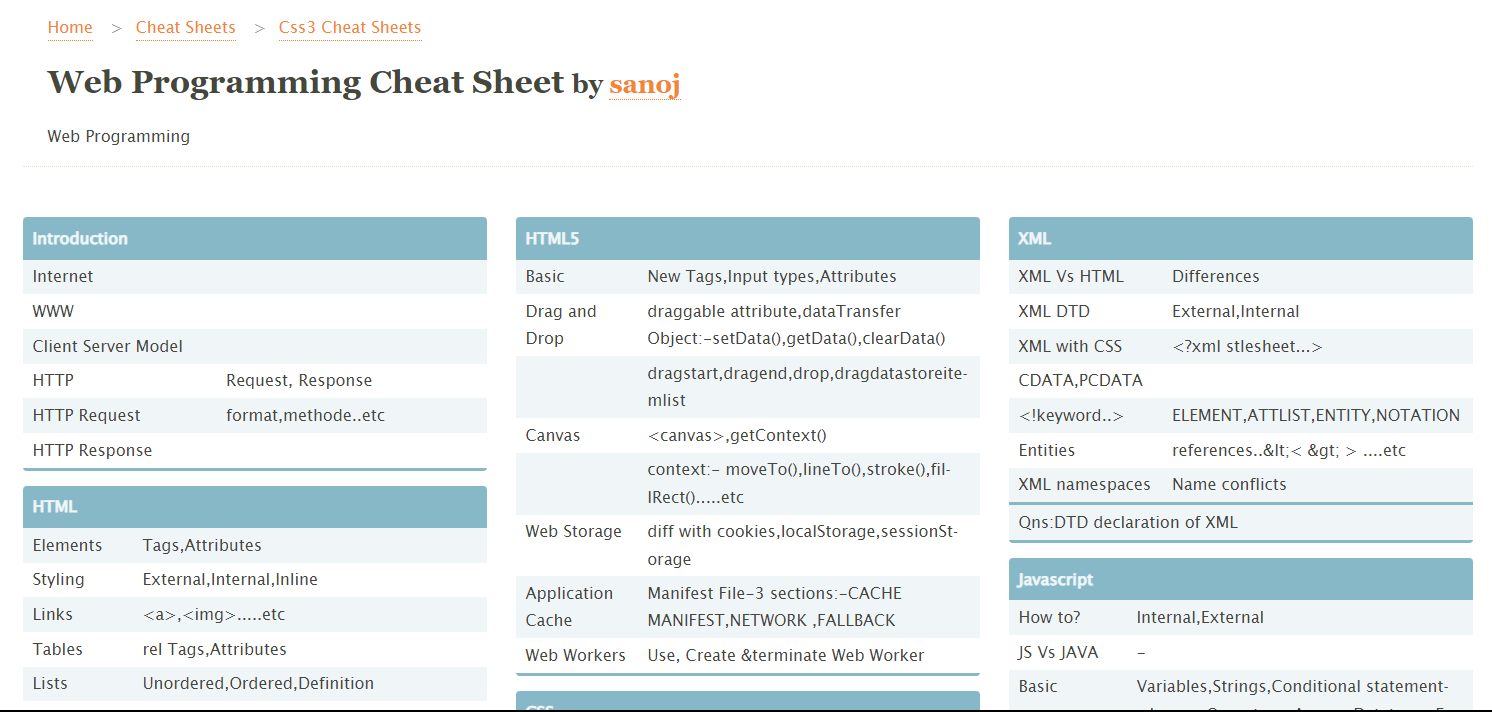 Home > Cheat Sheets > Css3 Cheat Sheets
Web Programming Cheat Sheet by sanoj
Web Programming
Introduction
Internet
WWW
Client Server Model
HTTP Request, Response
HTTP Request format,methode..etc
HTTP Response
HTML
Elements Tags,Attributes
Styling External,Internal,Inline
Links <a>,<img>.....etc
Tables rel Tags,Attributes
Lists Unordered,Ordered,Definition
HTML5
Basic New Tags,Input types,Attributes
Drag and draggable attribute,dataTransfer
Drop Object:-setData(),getData(),clearData()
dragstart,dragend,drop,dragdatastoreite-
mlist
Canvas <canvas>,getContext()
context:- moveTo(),lineTo(),stroke(),fil-
lRect().....etc
Web Storage diff with cookies,localStorage,sessionSt-
orage
Application Manifest File-3 sections:-CACHE
Cache MANIFEST,NETWORK ,FALLBACK
Web Workers Use, Create &terminate Web Worker
CSS
XML
XML Vs HTML Differences
XML DTD External,Internal
XML with CSS <?xml stlesheet...>
CDATA,PCDATA
<!keyword..> ELEMENT,ATTLIST,ENTITY,NOTATION
Entities references..&lt;< &gt; > ....etc
XML namespaces Name conflicts
Qns:DTD declaration of XML
Javascript
How to? Internal,External
JS Vs JAVA -
Basic Variables,Strings,Conditional statement-